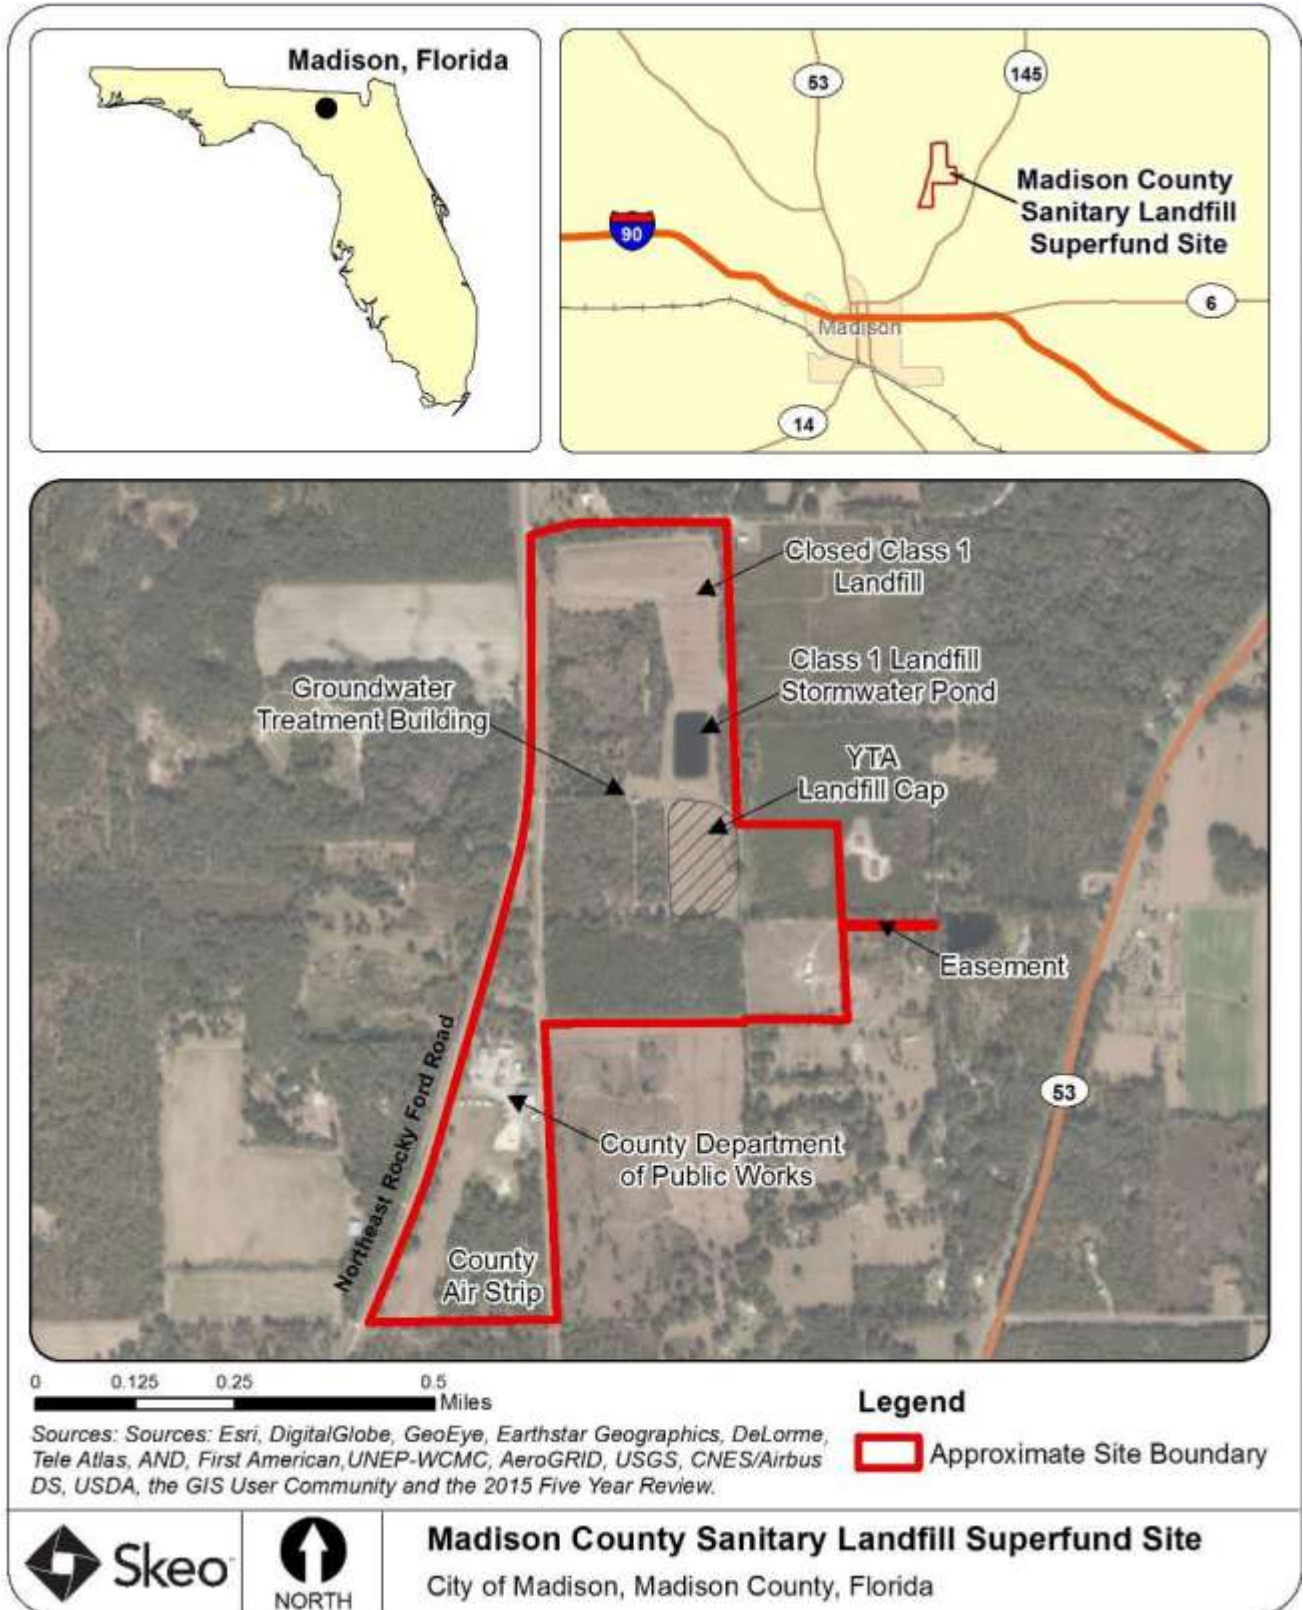 Madison, Florida
53
145
Madison County
Sanitary Landfill
Superfund Site
90
6
Madison
14
Closed Class 1
Landfill
Class 1 Landfill
Stormwater Pond
Groundwater
Treatment Building
YTA
Landfill Cap
Easement
53
Northeast Rocky Ford Road
County Department
of Public Works
County
Air Strip
0 0.125 0.25 0.5
Miles
Legend
Approximate Site Boundary
Sources: Sources: Esri, DigitalGlobe, GeoEye, Earthstar Geographics, DeLorme,
Tele Atlas, AND, First American,UNEP-WCMC, AeroGRID, USGS, CNES/Airbus
DS, USDA, the GIS User Community and the 2015 Five Year Review.
Skeo
NORTH
Madison County Sanitary Landfill Superfund Site
City of Madison, Madison County, Florida